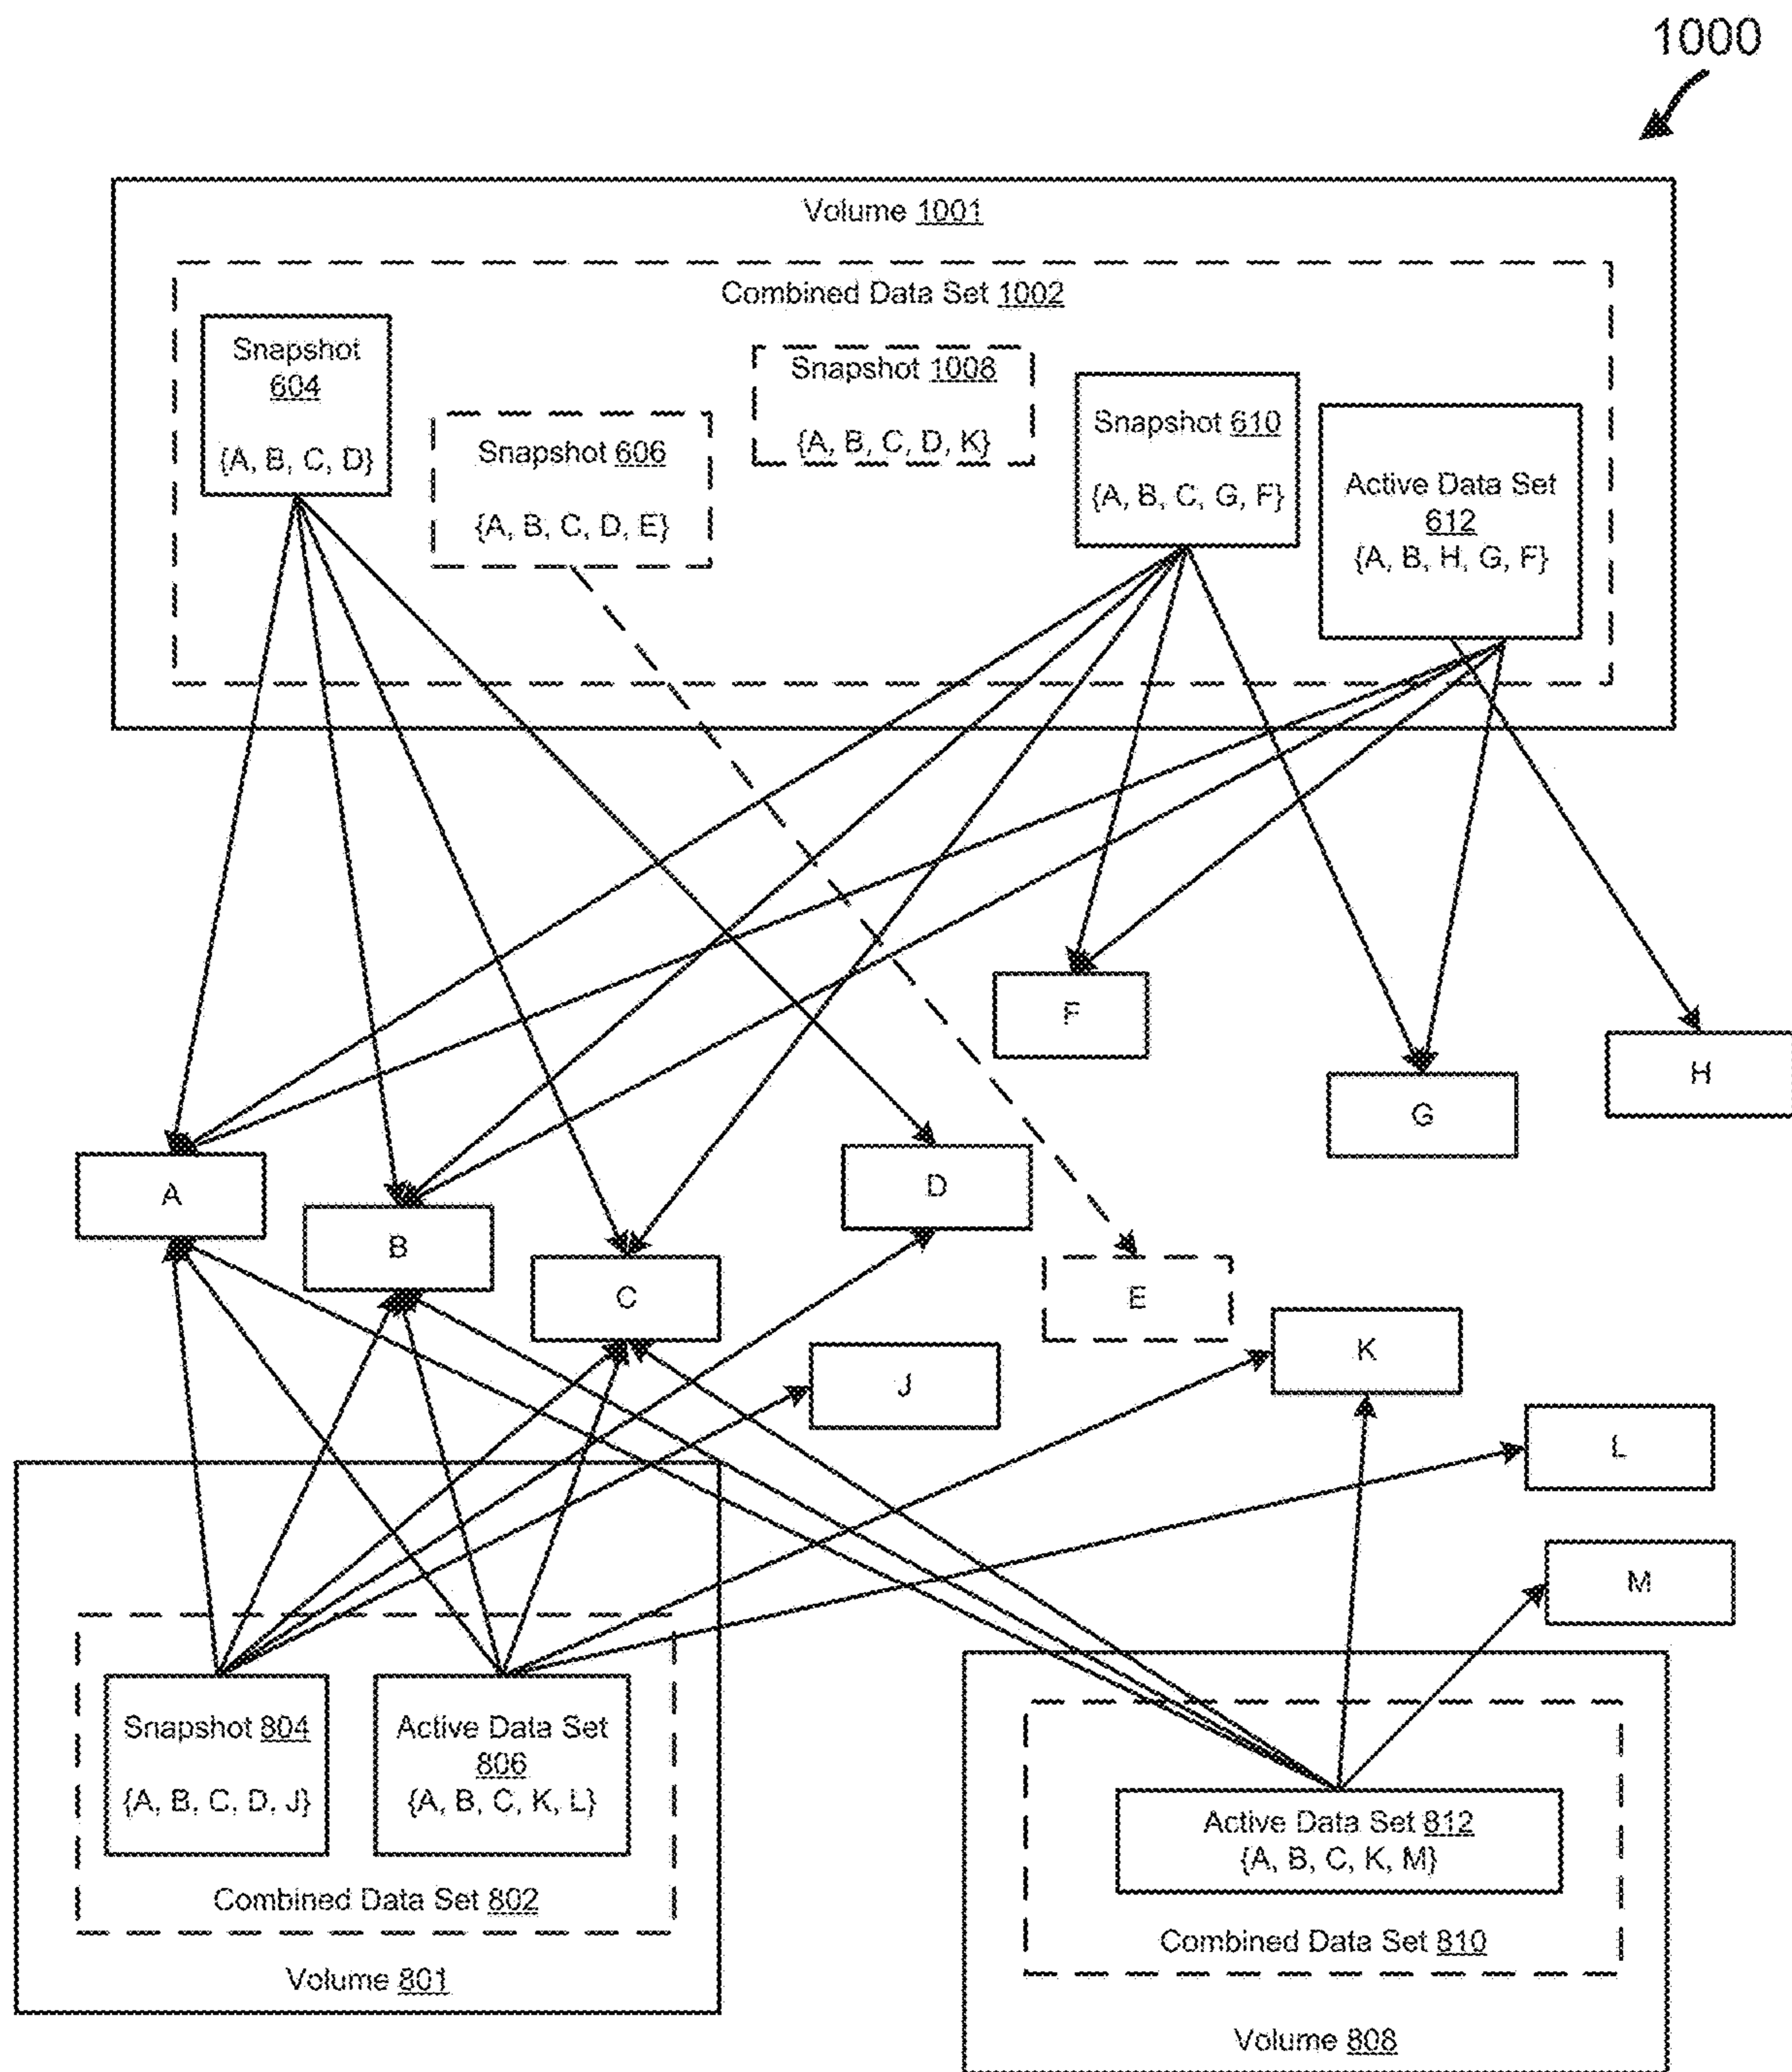 1000
Volume 1001
Combined Data Set 1002
Snapshot
604
{A, B, C, D}
Snapshot 606
{A, B, C, D, E}
Snapshot 1008
{A, B, C, D, K}
Snapshot 610
{A, B, C, G, F}
Active Data Set
612
{A, B, H, G, F}
F
G
H
A
B
C
D
E
J
K
L
M
Snapshot 804
{A, B, C, D, J}
Active Data Set
806
{A, B, C, K, L}
Combined Data Set 802
Volume 801
Active Data Set 812
{A, B, C, K, M}
Combined Data Set 810
Volume 808